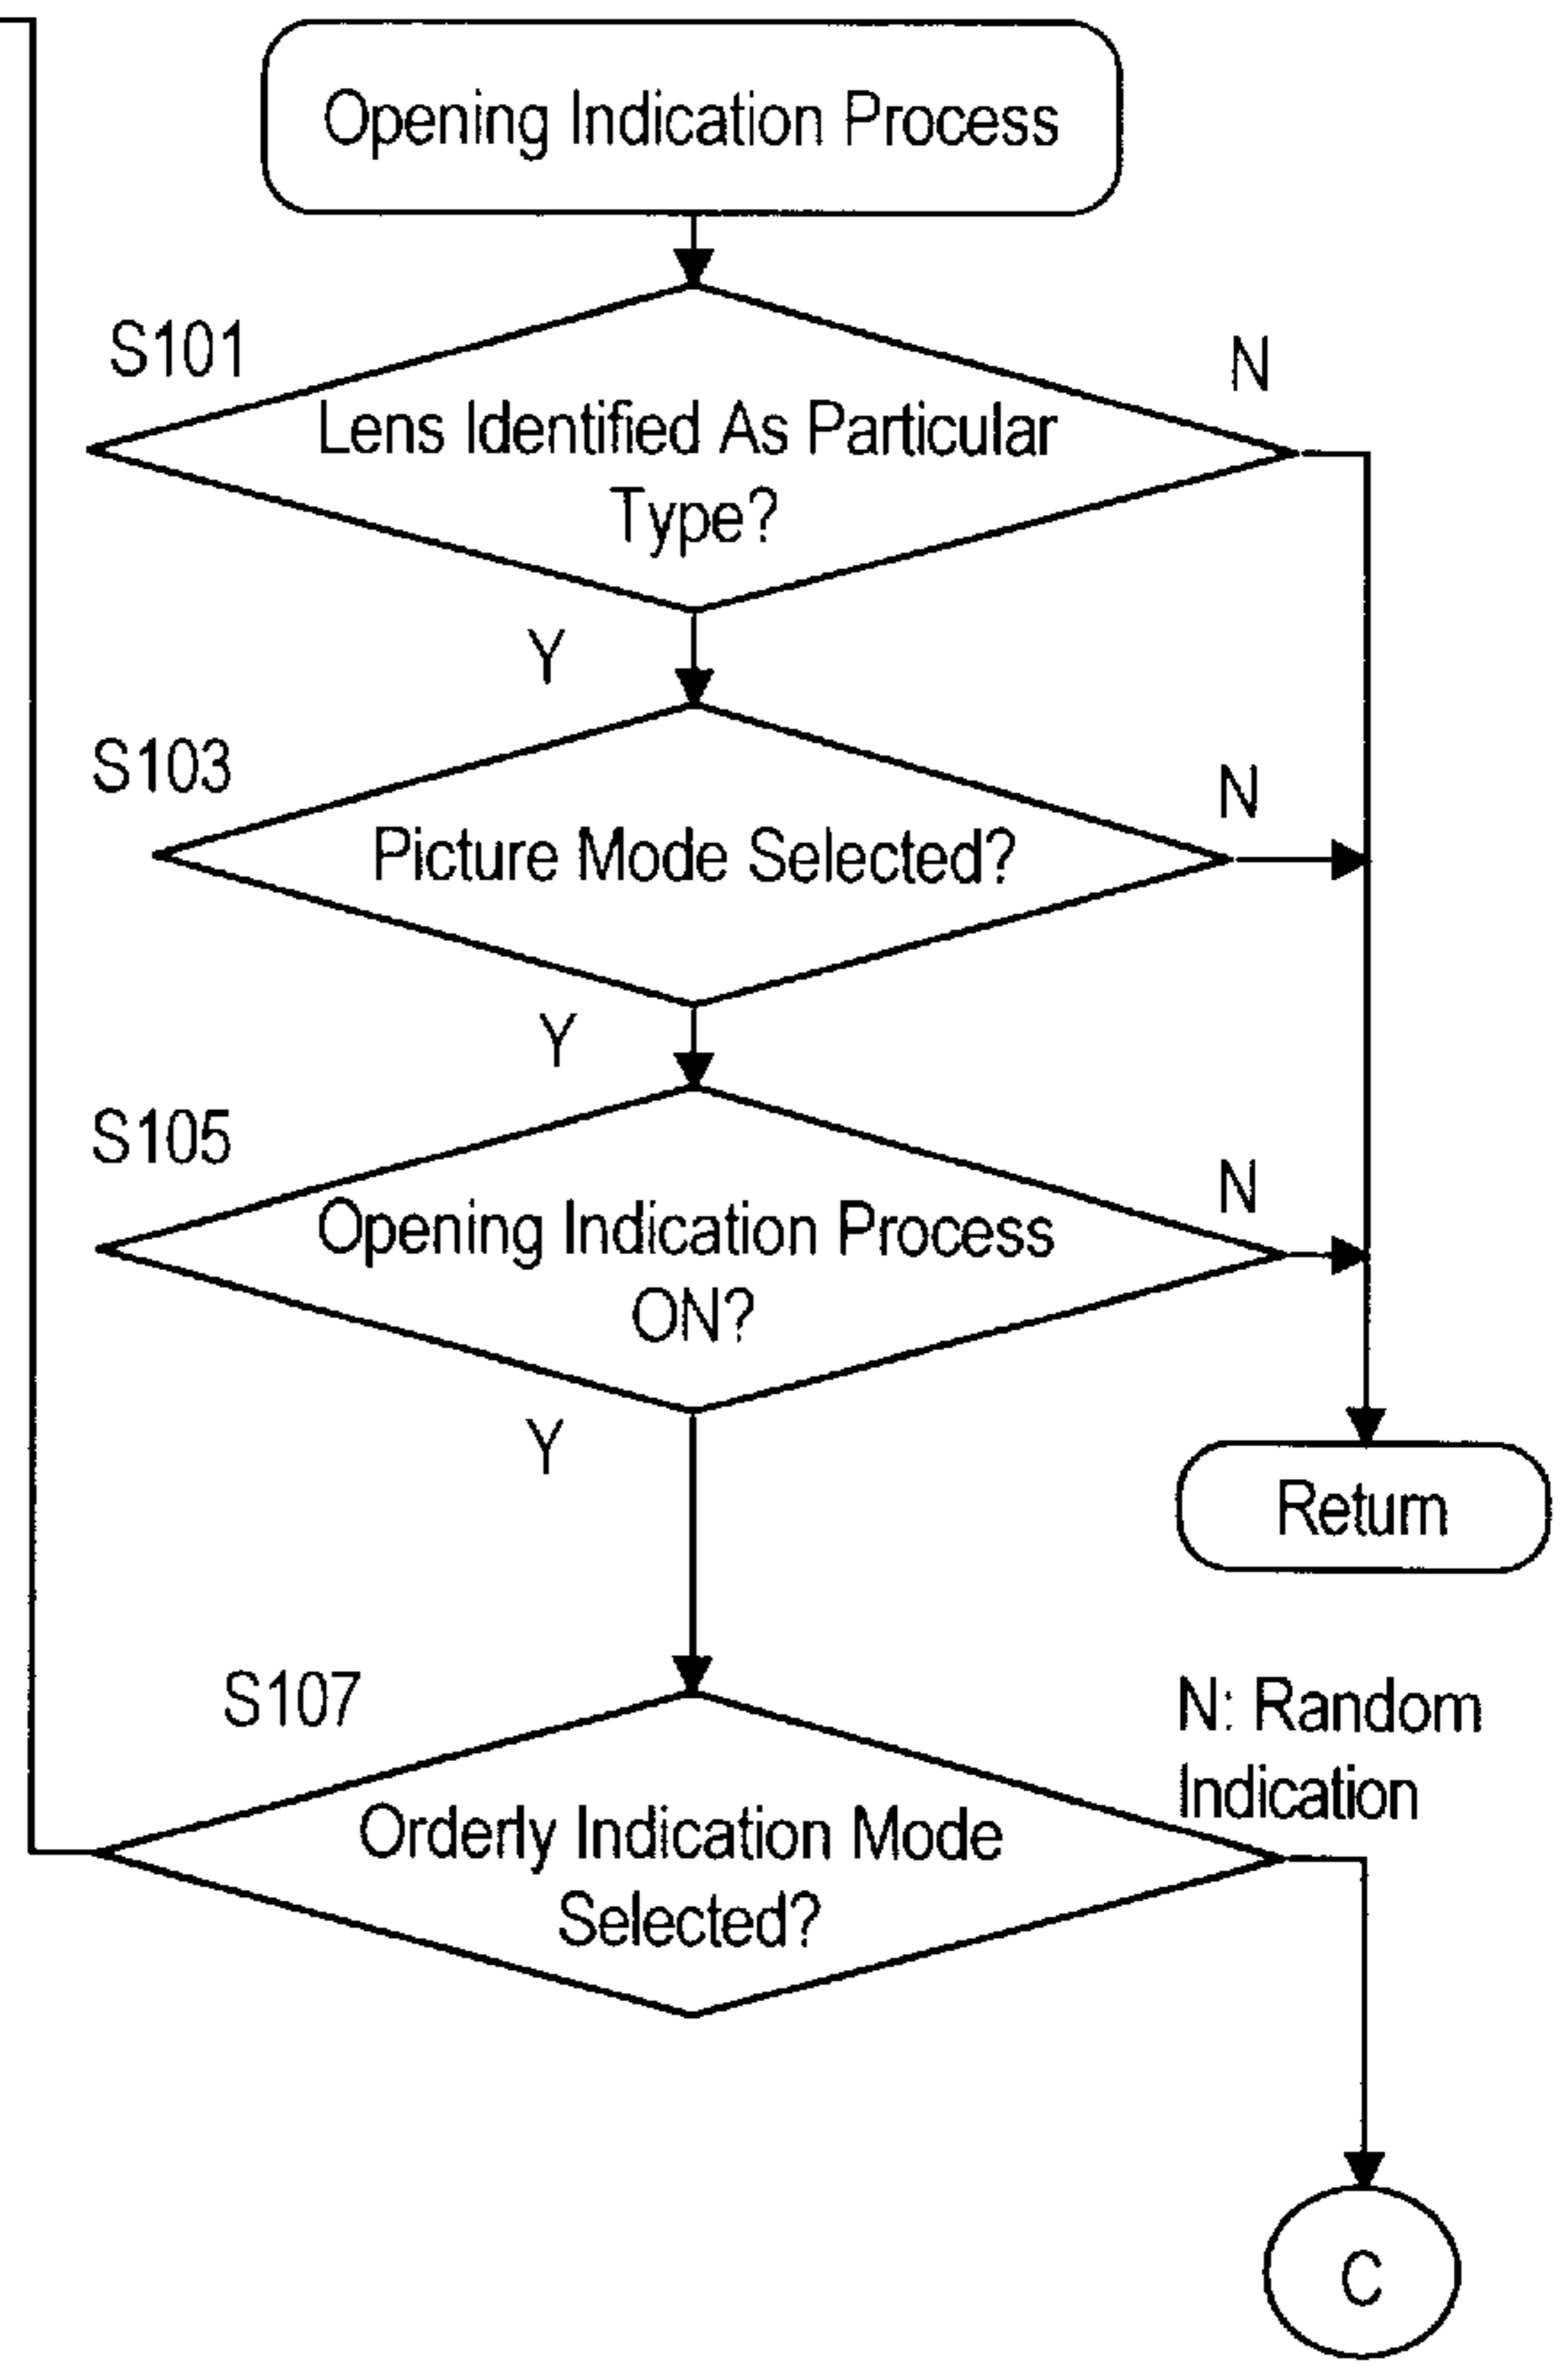 Opening Indication Process
S101
N
Lens Identified As Particular
Type?
Y
S103
N
Picture Mode Selected?
Y
S105
N
Opening Indication Process
ON?
Y
Return
S107
N: Random
Indication
Orderly Indication Mode
Selected?
C